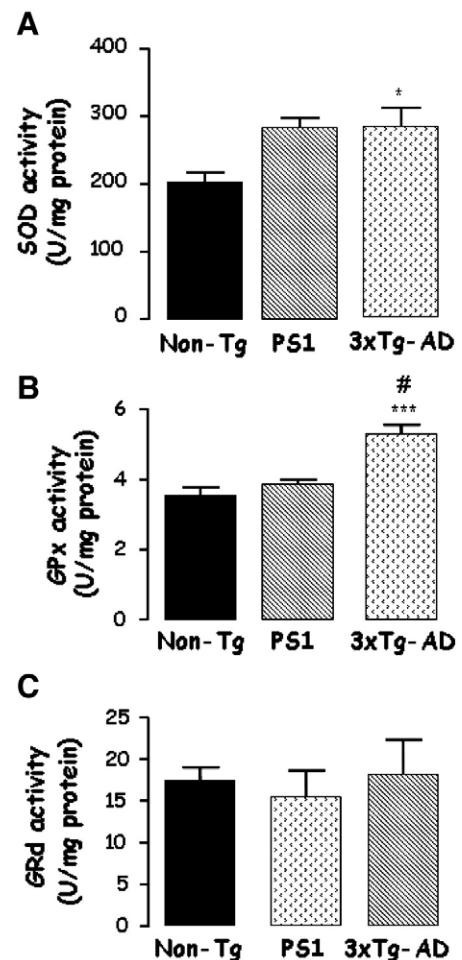 A
SOD activity
(U/mg protein)
400
300
200
100
0
*
Non-Tg PS1 3xTg-AD
B
GPx activity
(U/mg protein)
6
4
2
0
#
***
Non-Tg PS1 3xTg-AD
C
GRd activity
(U/mg protein)
25
20
15
10
5
0
Non-Tg PS1 3xTg-AD